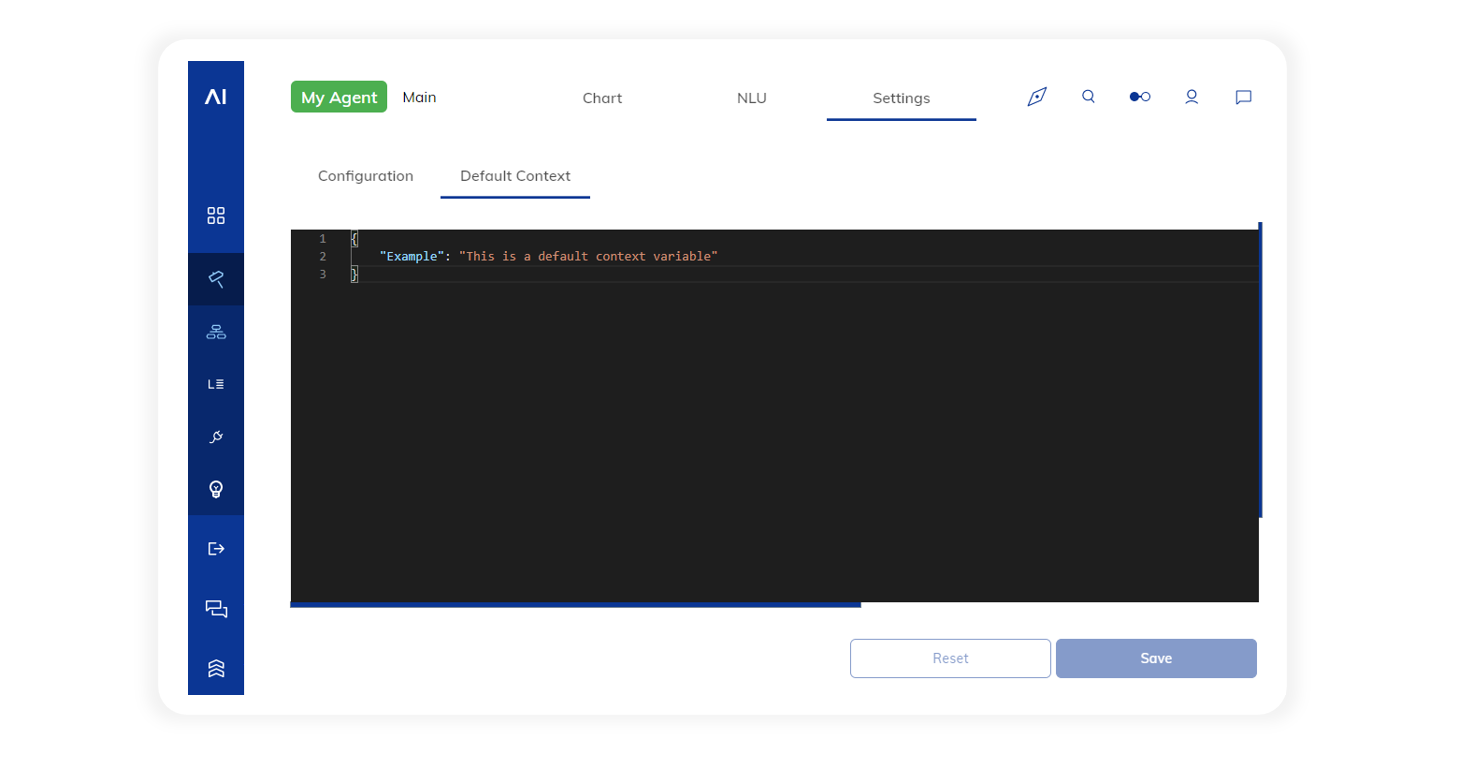 AI
My Agent Main Chart NLU Settings
Configuration Default Context
1 {
2 "Example": "This is a default context variable"
3 }
Reset Save